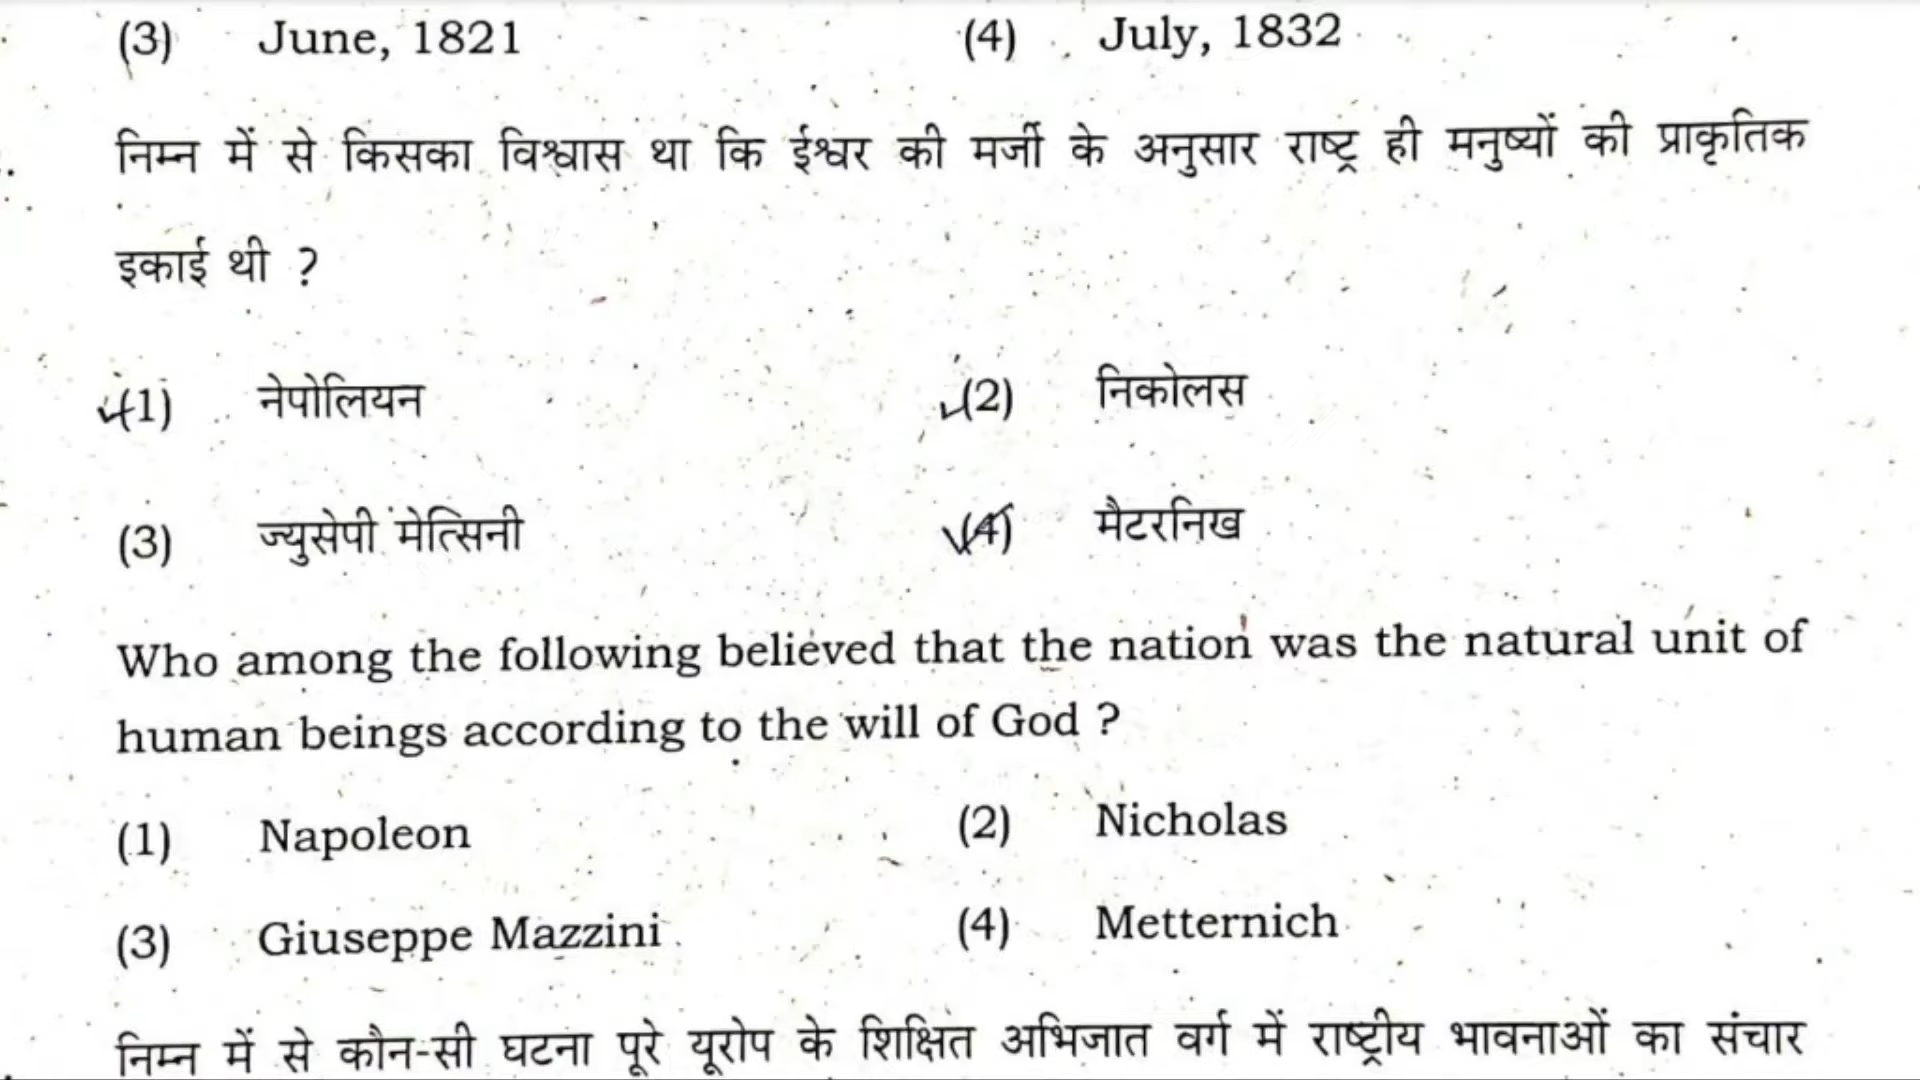 (3) June, 1821 (4) July, 1832
निम्न में से किसका विश्वास था कि ईश्वर की मर्जी के अनुसार राष्ट्र ही मनुष्यों की प्राकृतिक
इकाई थी ?
(1) नेपोलियन (2) निकोलस
(3) ज्युसेपी मेत्सिनी (4) मैटरनिख
Who among the following believed that the nation was the natural unit of
human beings according to the will of God ?
(1) Napoleon (2) Nicholas
(3) Giuseppe Mazzini (4) Metternich
निम्न में से कौन-सी घटना पूरे यूरोप के शिक्षित अभिजात वर्ग में राष्ट्रीय भावनाओं का संचार